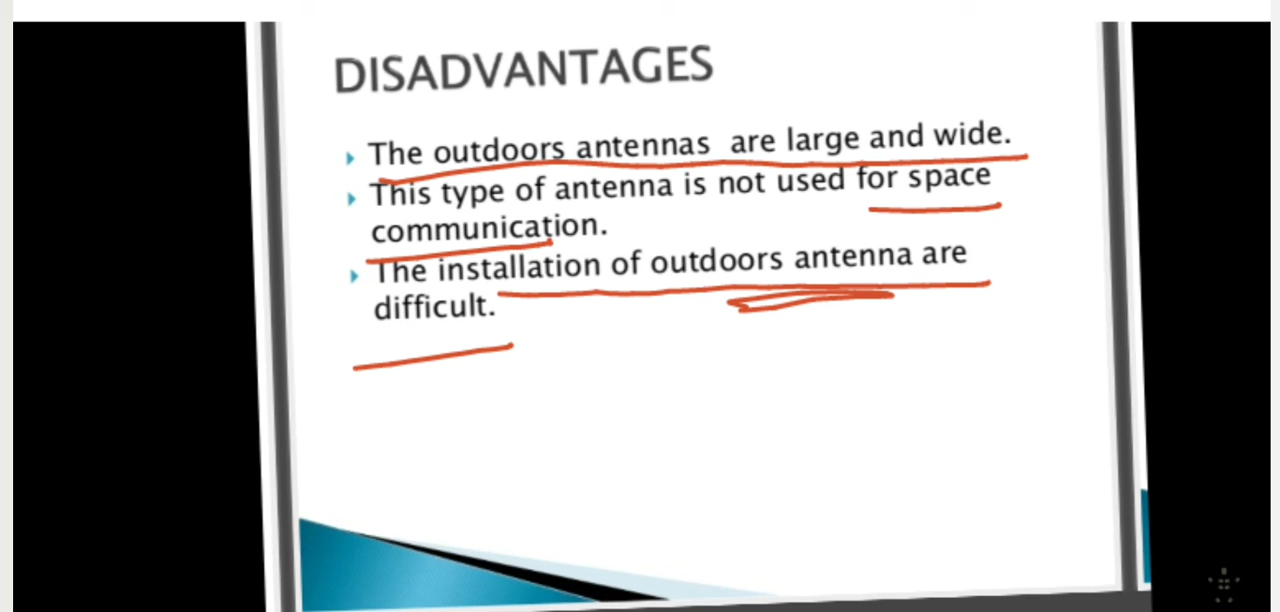 DISADVANTAGES
The outdoors antennas are large and wide.
This type of antenna is not used for space
communication.
The installation of outdoors antenna are
difficult.